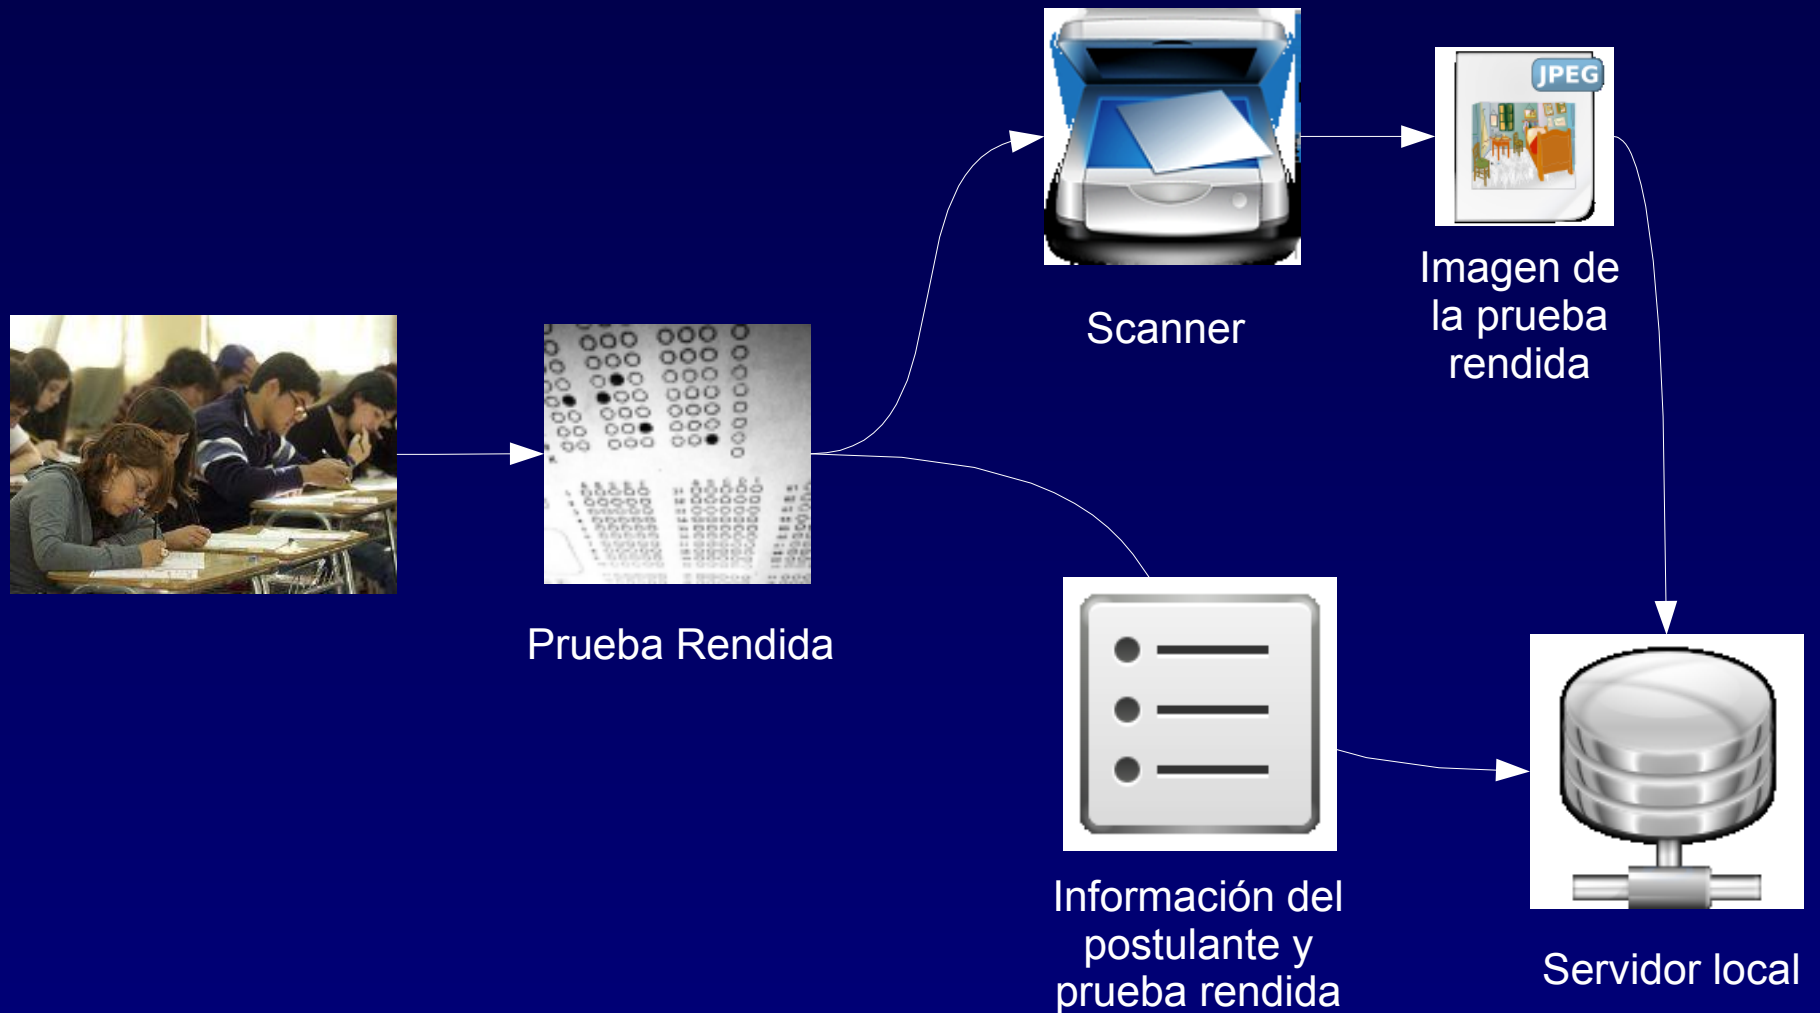 JPEG
Imagen de
la prueba
rendida
Scanner
Prueba Rendida
Información del
postulante y
prueba rendida
Servidor local